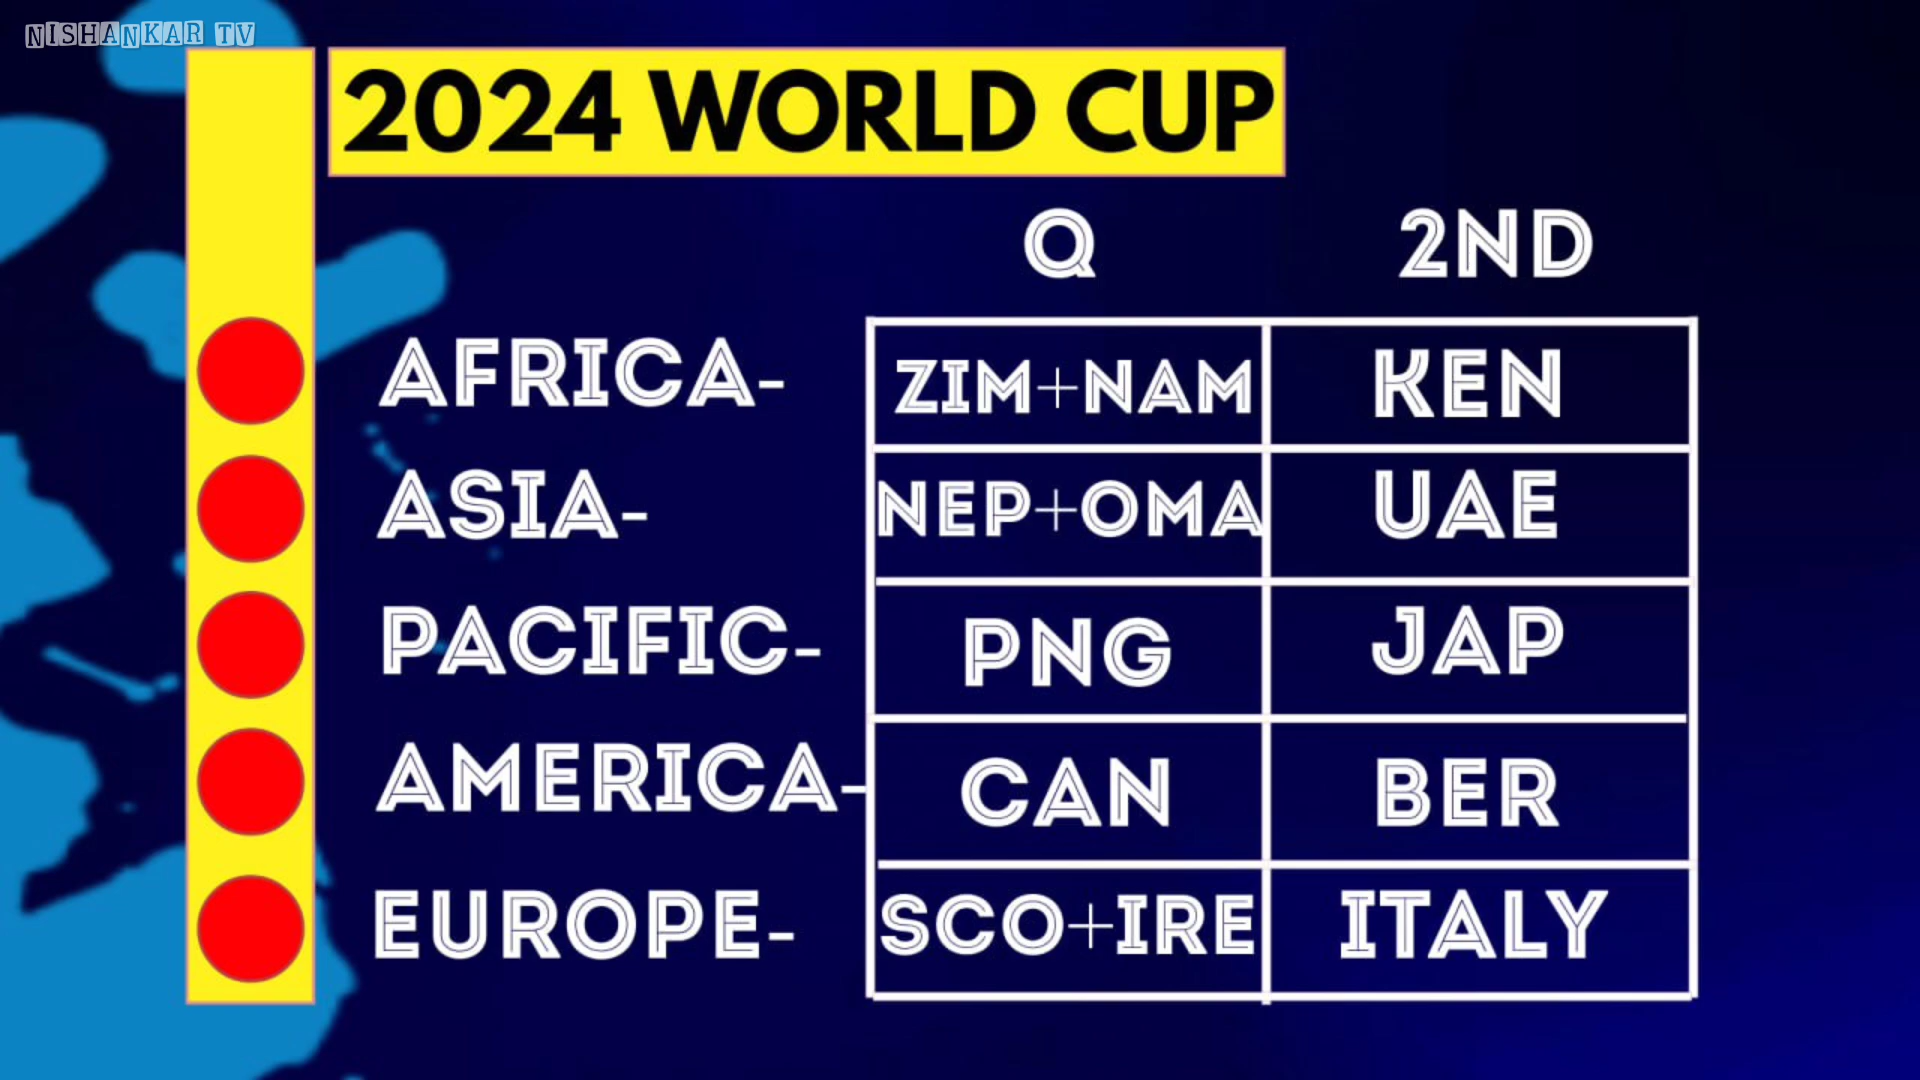 NISHANKAR TV
2024 WORLD CUP
Q 2ND
AFRICA- ZIM+NAM KEN
ASIA- NEP+OMA UAE
PACIFIC- PNG JAP
AMERICA- CAN BER
EUROPE- SCO+IRE ITALY